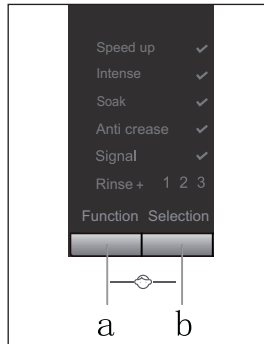 Speed up ✓
Intense ✓
Soak ✓
Anti crease ✓
Signal ✓
Rinse + 1 2 3
Function Selection
a b